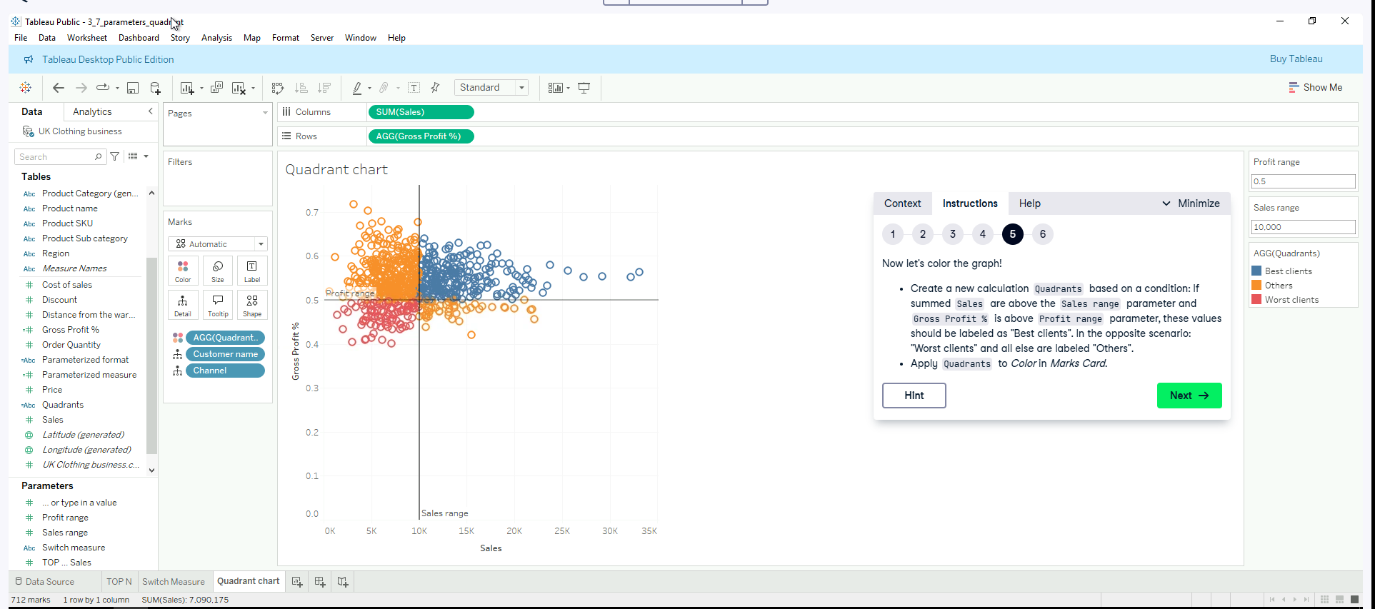 Tableau Public - 3_7_parameters_quadrant
File Data Worksheet Dashboard Story Analysis Map Format Server Window Help
Tableau Desktop Public Edition
Buy Tableau
Standard
Show Me
Data Analytics
UK Clothing business
Search
Tables
Abc Product Category (gen...
Abc Product name
Abc Product SKU
Abc Product Sub category
Abc Region
Abc Measure Names
# Cost of sales
# Discount
# Distance from the war...
# Gross Profit %
# Order Quantity
Abc Parameterized format
# Parameterized measure
# Price
Abc Quadrants
# Sales
Latitude (generated)
Longitude (generated)
# UK Clothing business.c...
Parameters
# ... or type in a value
# Profit range
# Sales range
Abc Switch measure
# TOP ... Sales
Pages
Filters
Marks
Automatic
Color Size Label
Detail Tooltip Shape
AGG(Quadrant..
Customer name
Channel
Columns SUM(Sales)
Rows AGG(Gross Profit %)
Quadrant chart
Gross Profit %
0.7
0.6
0.5
0.4
0.3
0.2
0.1
0.0
Profit range
Sales range
0K 5K 10K 15K 20K 25K 30K 35K
Sales
Context Instructions Help Minimize
1 2 3 4 5 6
Now let's color the graph!
• Create a new calculation Quadrants based on a condition: If
summed Sales are above the Sales range parameter and
Gross Profit % is above Profit range parameter, these values
should be labeled as "Best clients". In the opposite scenario:
"Worst clients" and all else are labeled "Others".
• Apply Quadrants to Color in Marks Card.
HInt
Next →
Profit range
0.5
Sales range
10,000
AGG(Quadrants)
Best clients
Others
Worst clients
Data Source TOP N Switch Measure Quadrant chart
712 marks 1 row by 1 column SUM(Sales): 7,090,175